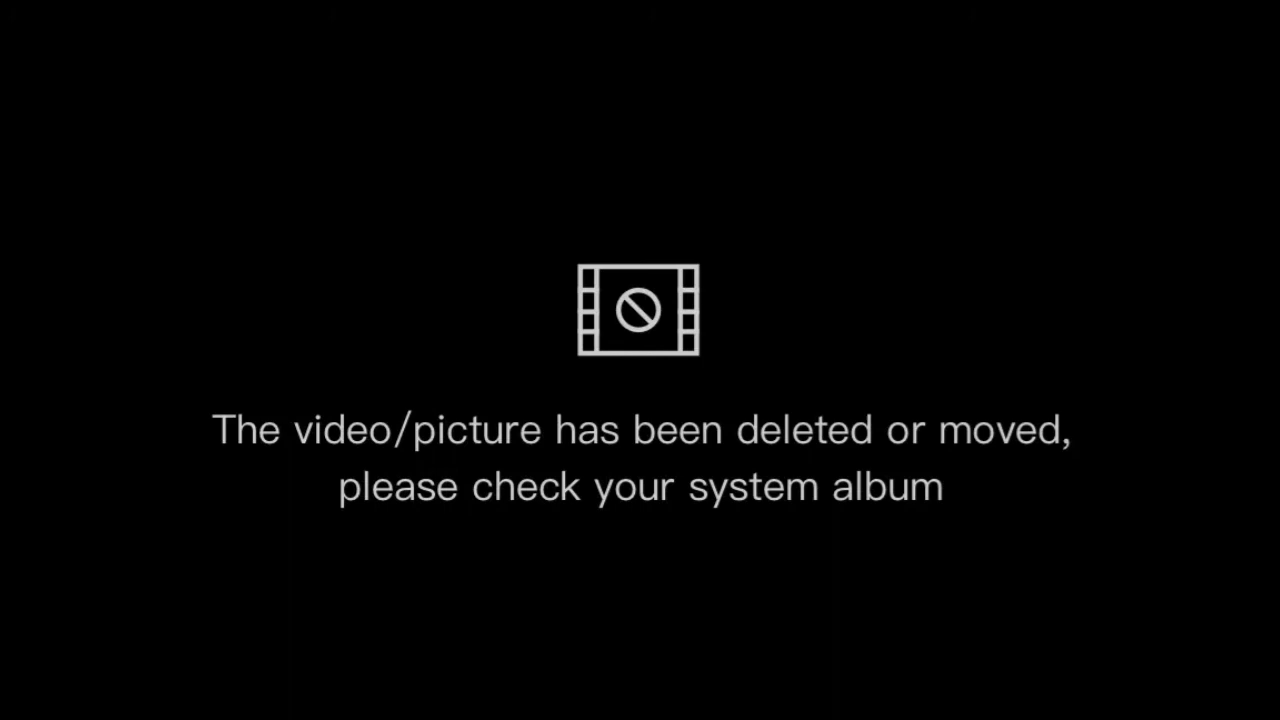 The video/picture has been deleted or moved,
please check your system album